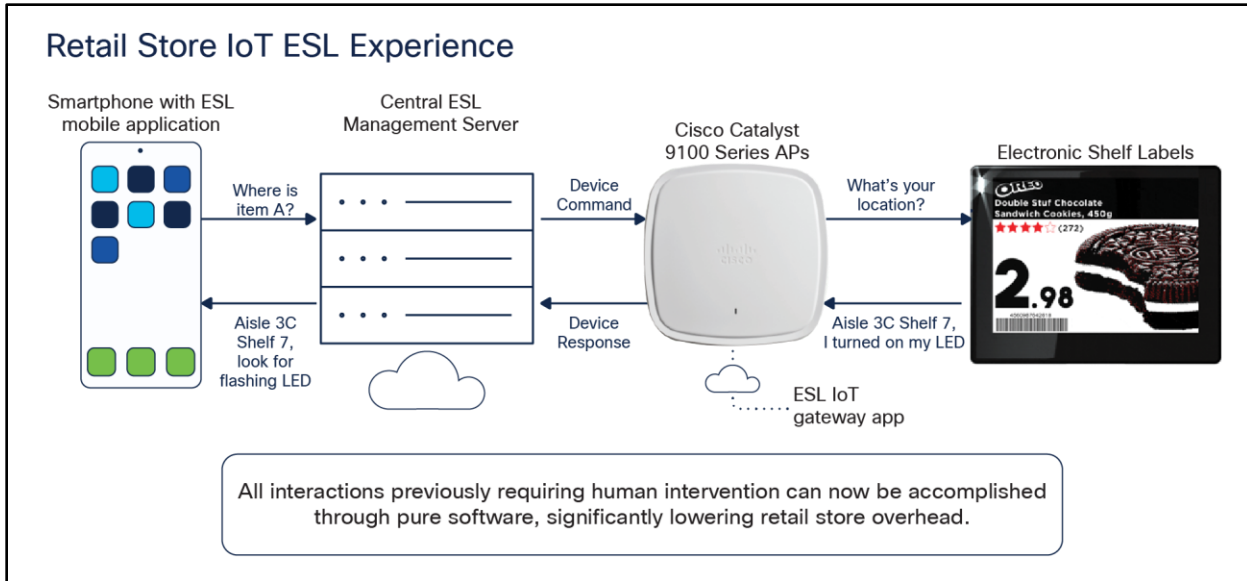 Retail Store IoT ESL Experience
Smartphone with ESL
mobile application
Central ESL
Management Server
Cisco Catalyst
9100 Series APs
Electronic Shelf Labels
Where is
item A?
Device
Command
What's your
location?
Aisle 3C
Shelf 7,
look for
flashing LED
Device
Response
Aisle 3C Shelf 7,
I turned on my LED
ESL IoT
gateway app
cisco
OREO
Double Stuf Chocolate
Sandwich Cookies, 450g
(272)
2.98
OREO
All interactions previously requiring human intervention can now be accomplished
through pure software, significantly lowering retail store overhead.